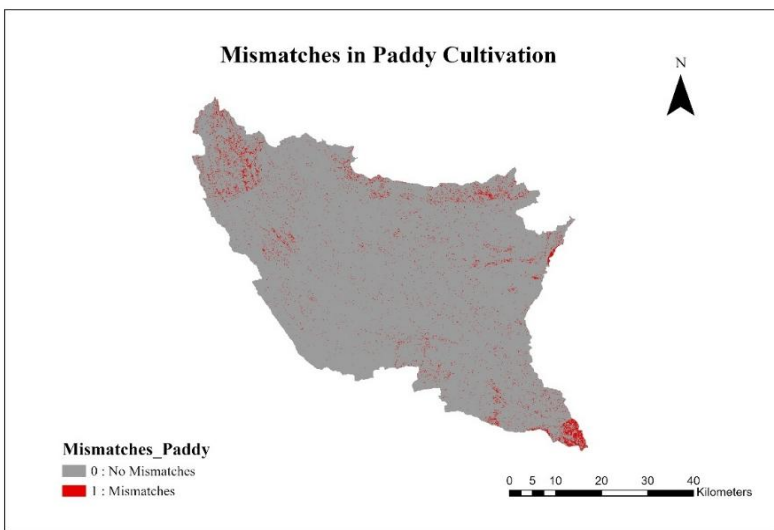 Mismatches in Paddy Cultivation
N
Mismatches_Paddy
0 : No Mismatches
1 : Mismatches
0 5 10 20 30 40
Kilometers